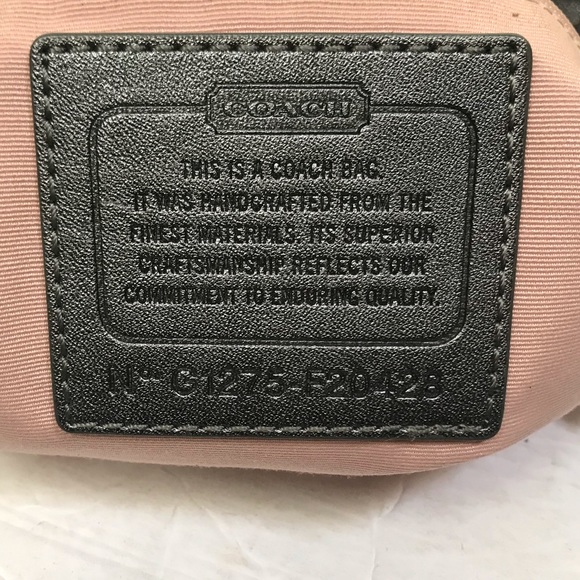 COACH
THIS IS A COACH BAG.
IT WAS HANDCRAFTED FROM THE
FINEST MATERIALS. ITS SUPERIOR
CRAFTSMANSHIP REFLECTS OUR
COMMITMENT TO ENDURING QUALITY.
Nº G1275-F20426